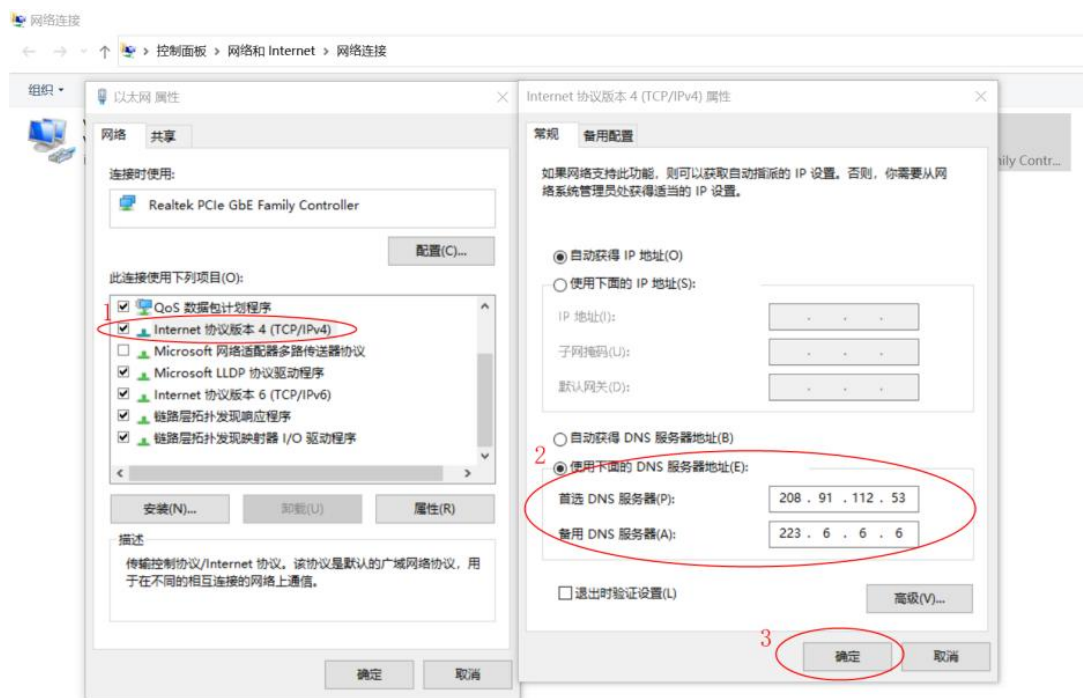 网络连接
控制面板 › 网络和 Internet › 网络连接
组织
以太网 属性
网络 共享
连接时使用:
Realtek PCIe GbE Family Controller
配置(C)...
此连接使用下列项目(O):
1
QoS 数据包计划程序
Internet 协议版本 4 (TCP/IPv4)
Microsoft 网络适配器多路传送器协议
Microsoft LLDP 协议驱动程序
Internet 协议版本 6 (TCP/IPv6)
链路层拓扑发现响应程序
链路层拓扑发现映射器 I/O 驱动程序
安装(N)... 卸载(U) 属性(R)
描述
传输控制协议/Internet 协议。该协议是默认的广域网络协议，用
于在不同的相互连接的网络上通信。
确定 取消
Internet 协议版本 4 (TCP/IPv4) 属性
常规 备用配置
如果网络支持此功能，则可以获取自动指派的 IP 设置。否则，你需要从网
络系统管理员处获得适当的 IP 设置。
自动获得 IP 地址(O)
使用下面的 IP 地址(S):
IP 地址(I):
子网掩码(U):
默认网关(D):
自动获得 DNS 服务器地址(B)
2
使用下面的 DNS 服务器地址(E):
首选 DNS 服务器(P): 208 . 91 . 112 . 53
备用 DNS 服务器(A): 223 . 6 . 6 . 6
退出时验证设置(L)
高级(V)...
3
确定 取消
ily Contr...